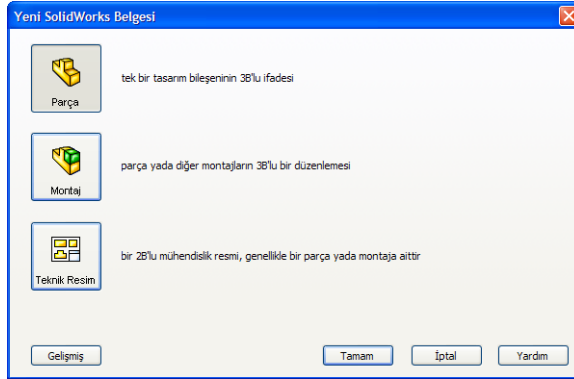 Yeni SolidWorks Belgesi
Parça
tek bir tasarım bileşeninin 3B'lu ifadesi
Montaj
parça yada diğer montajların 3B'lu bir düzenlemesi
Teknik Resim
bir 2B'lu mühendislik resmi, genellikle bir parça yada montaja aittir
Gelişmiş Tamam İptal Yardım